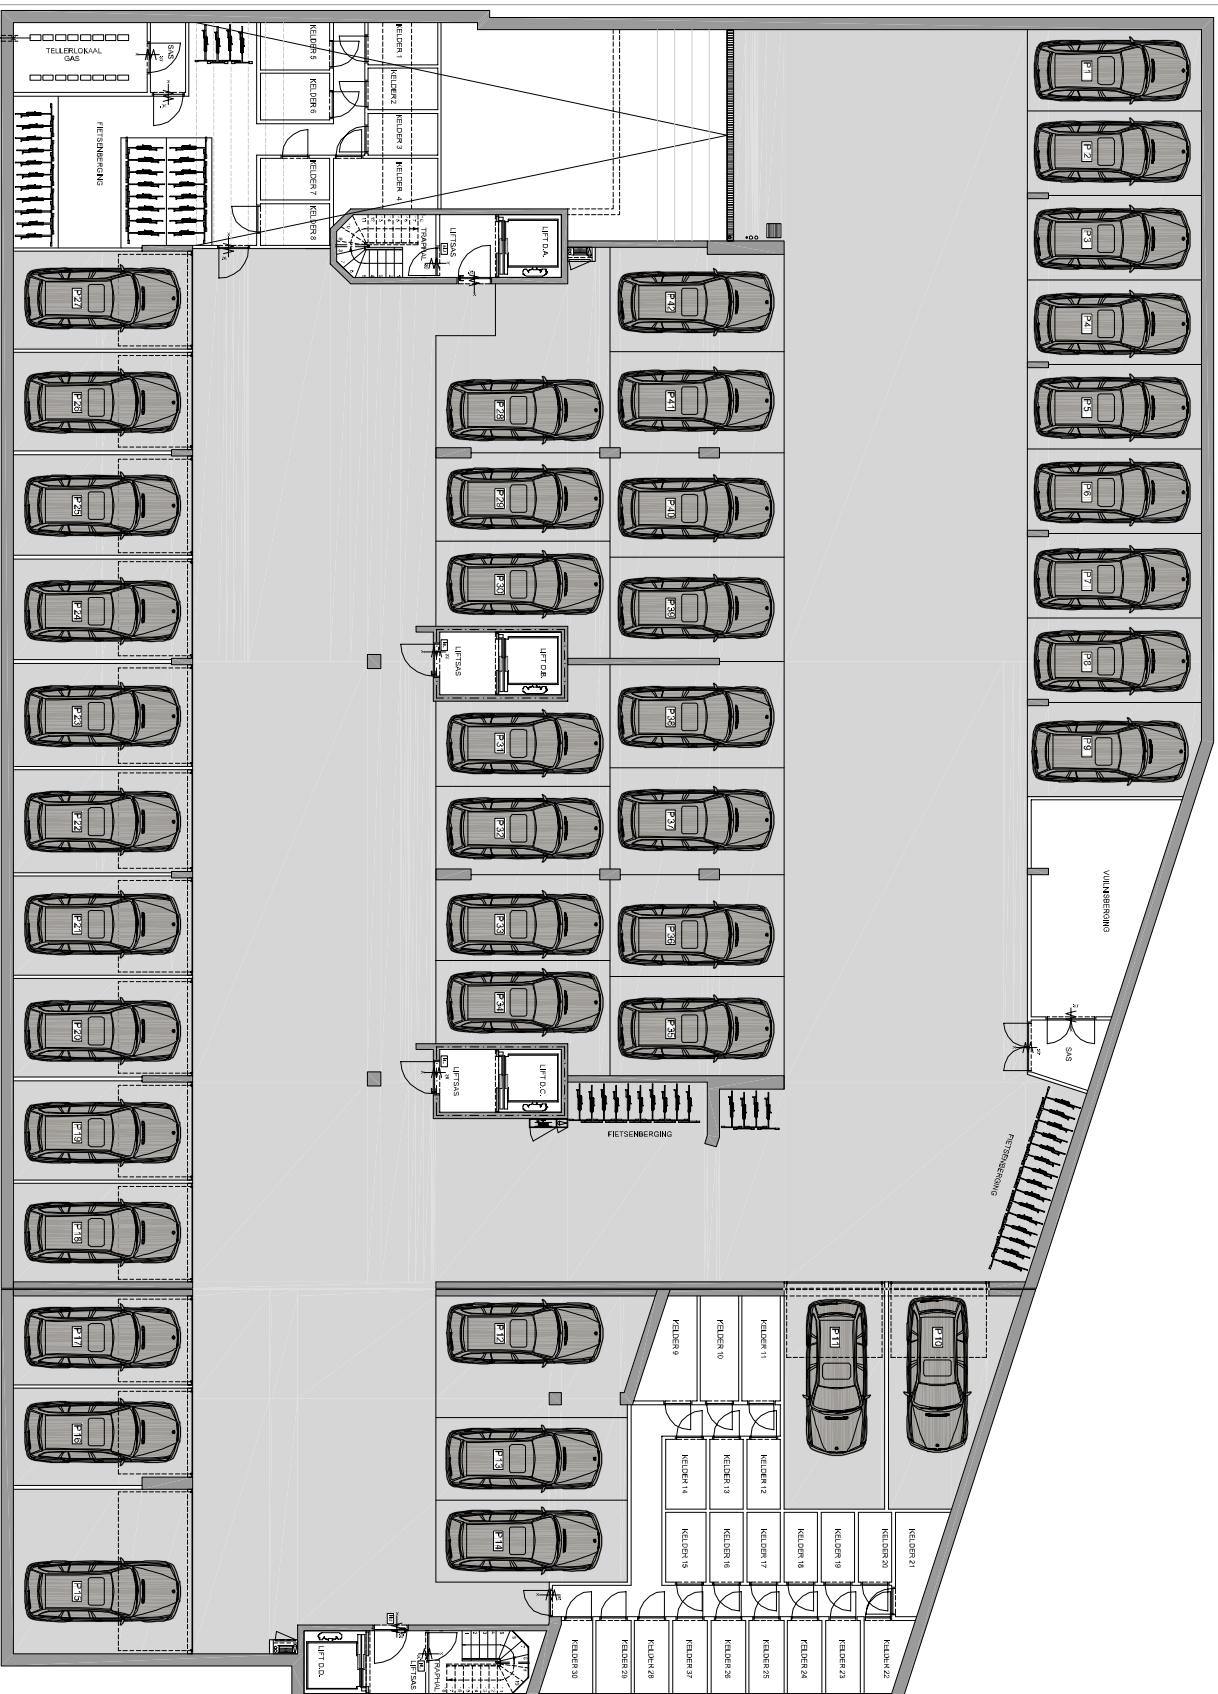 TELLERLOKAAL
GAS
SAS
FIETSENBERGING
KELDER 5
KELDER 6
KELDER 7
KELDER 8
KELDER 1
KELDER 2
KELDER 3
KELDER 4
TRAPHAL
LIFTSAS
LIFT D.A.
P1
P2
P3
P4
P5
P6
P7
P8
P9
VUILNISBERGING
SAS
FIETSENBERGING
P42
P41
P40
P39
P38
P37
P36
P35
P28
P29
P30
LIFTSAS
LIFT D.B.
P31
P32
P33
P34
LIFTSAS
LIFT D.C.
FIETSENBERGING
P27
P26
P25
P24
P23
P22
P21
P20
P19
P18
P17
P16
P15
P12
P13
P14
P11
P10
KELDER 9
KELDER 10
KELDER 11
KELDER 14
KELDER 13
KELDER 12
KELDER 15
KELDER 16
KELDER 17
KELDER 18
KELDER 19
KELDER 20
KELDER 21
KELDER 30
KELDER 29
KELDER 28
KELDER 37
KELDER 26
KELDER 25
KELDER 24
KELDER 23
KELDER 22
LIFT D.D.
LIFTSAS
TRAPHAL